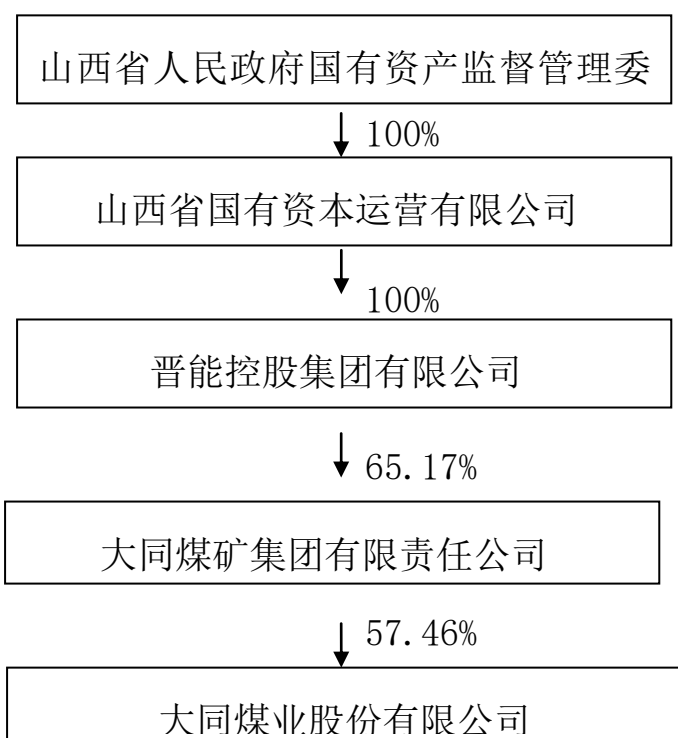 山西省人民政府国有资产监督管理委
100%
山西省国有资本运营有限公司
100%
晋能控股集团有限公司
65.17%
大同煤矿集团有限责任公司
57.46%
大同煤业股份有限公司